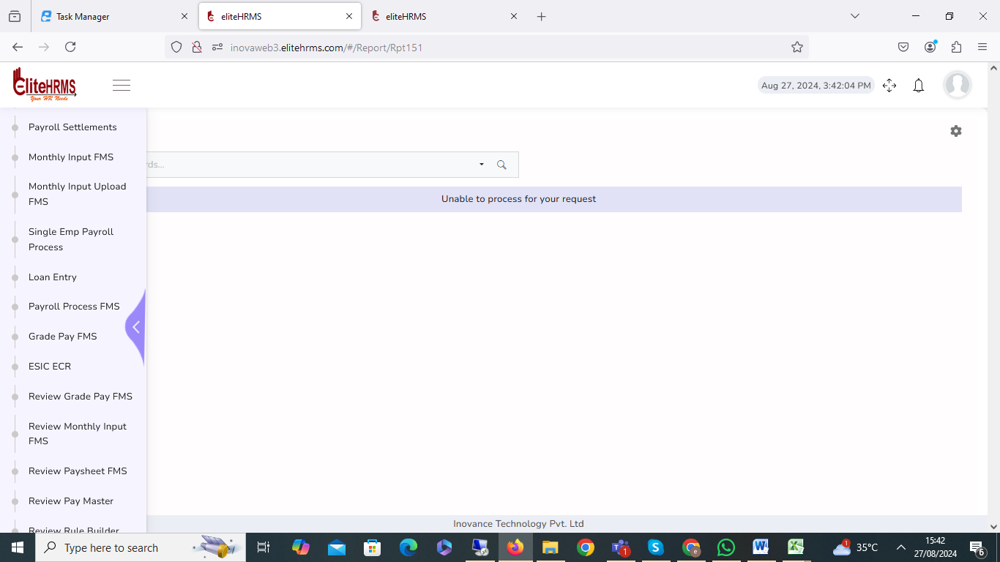 Task Manager
eliteHRMS
eliteHRMS
inovaweb3.elitehrms.com/#/Report/Rpt151
EliteHRMS
Your HR Needs
Aug 27, 2024, 3:42:04 PM
Payroll Settlements
Monthly Input FMS
rds...
Monthly Input Upload
FMS
Unable to process for your request
Single Emp Payroll
Process
Loan Entry
Payroll Process FMS
Grade Pay FMS
ESIC ECR
Review Grade Pay FMS
Review Monthly Input
FMS
Review Paysheet FMS
Review Pay Master
Review Rule Builder
Inovance Technology Pvt. Ltd
Type here to search
1
1
35°C
15:42
27/08/2024
6